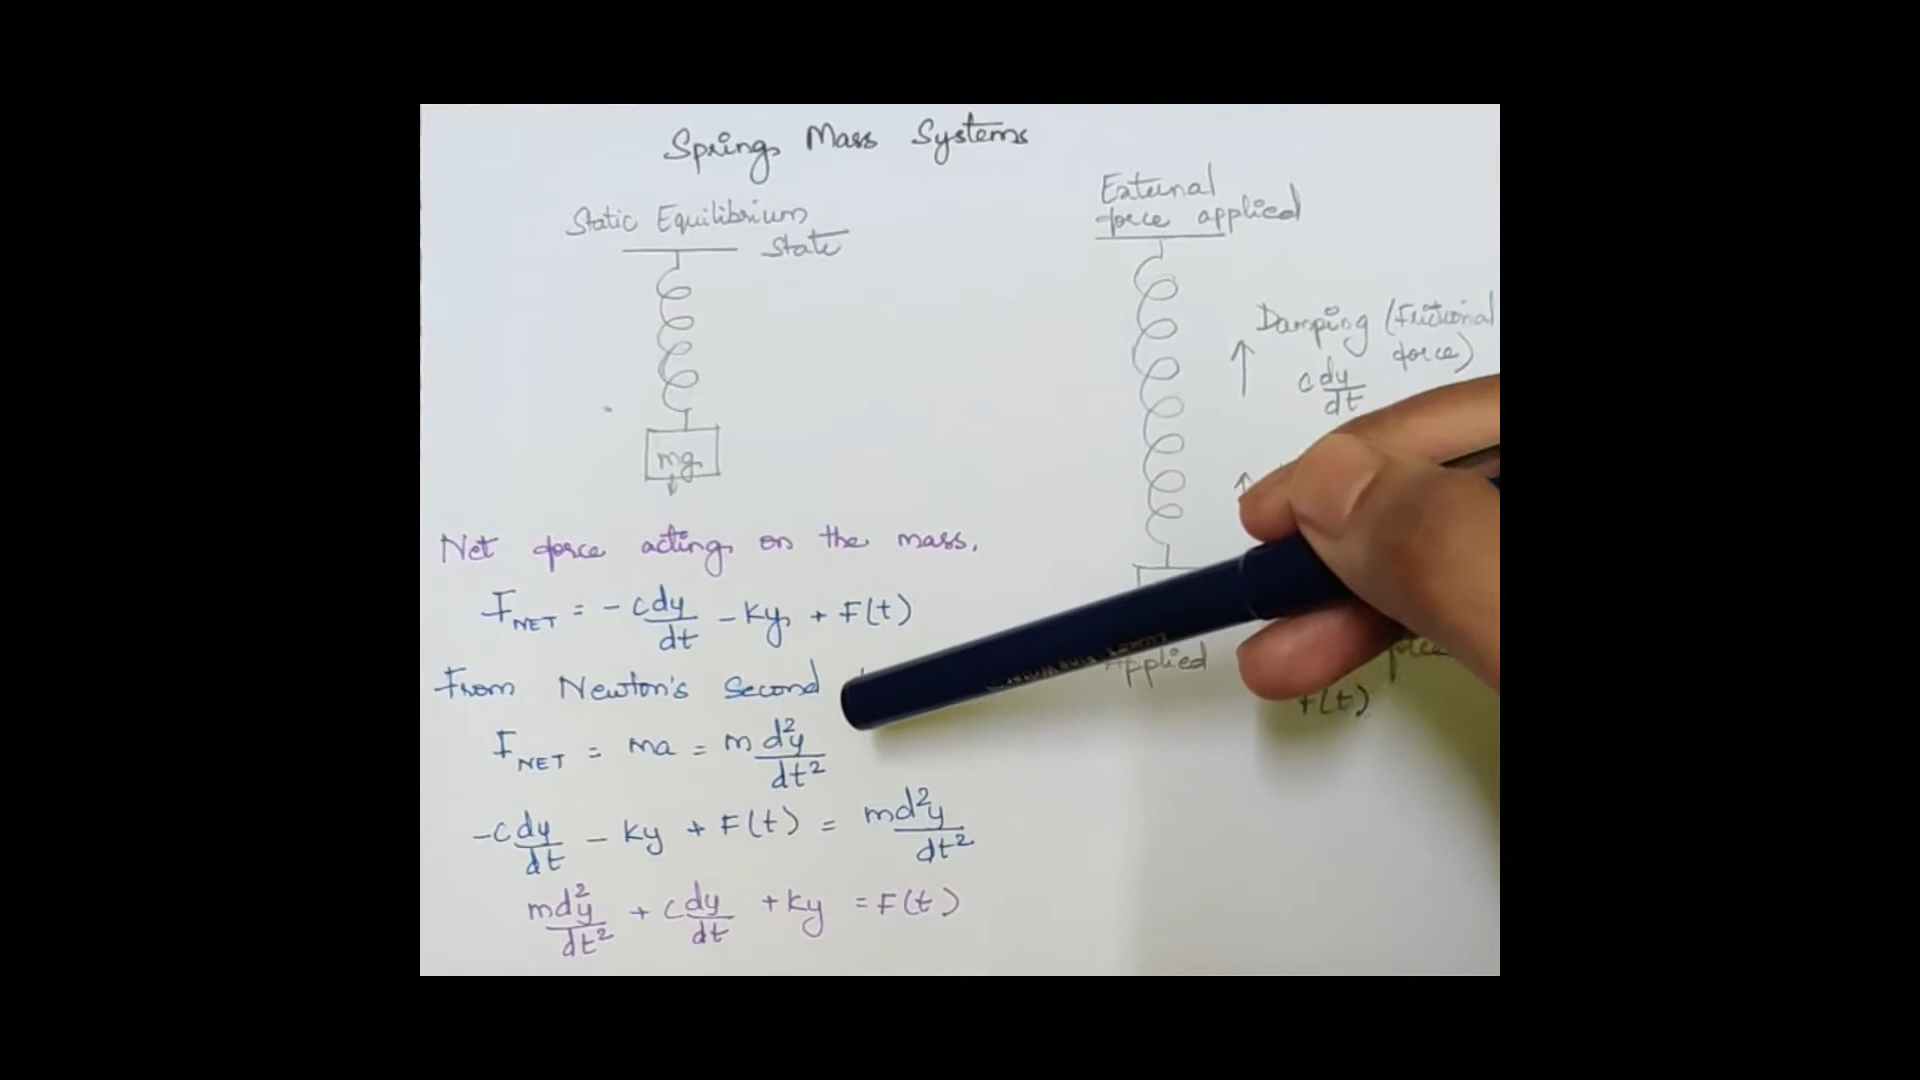 Spring Mass Systems
Static Equilibrium
State
External
force applied
Damping (Frictional
force)
c dy/dt
mg
Applied
F(t)
Net force acting on the mass.
F_NET = - c dy/dt - ky + F(t)
From Newton's Second
F_NET = ma = m d²y/dt²
-c dy/dt - ky + F(t) = m d²y/dt²
m d²y/dt² + c dy/dt + ky = F(t)